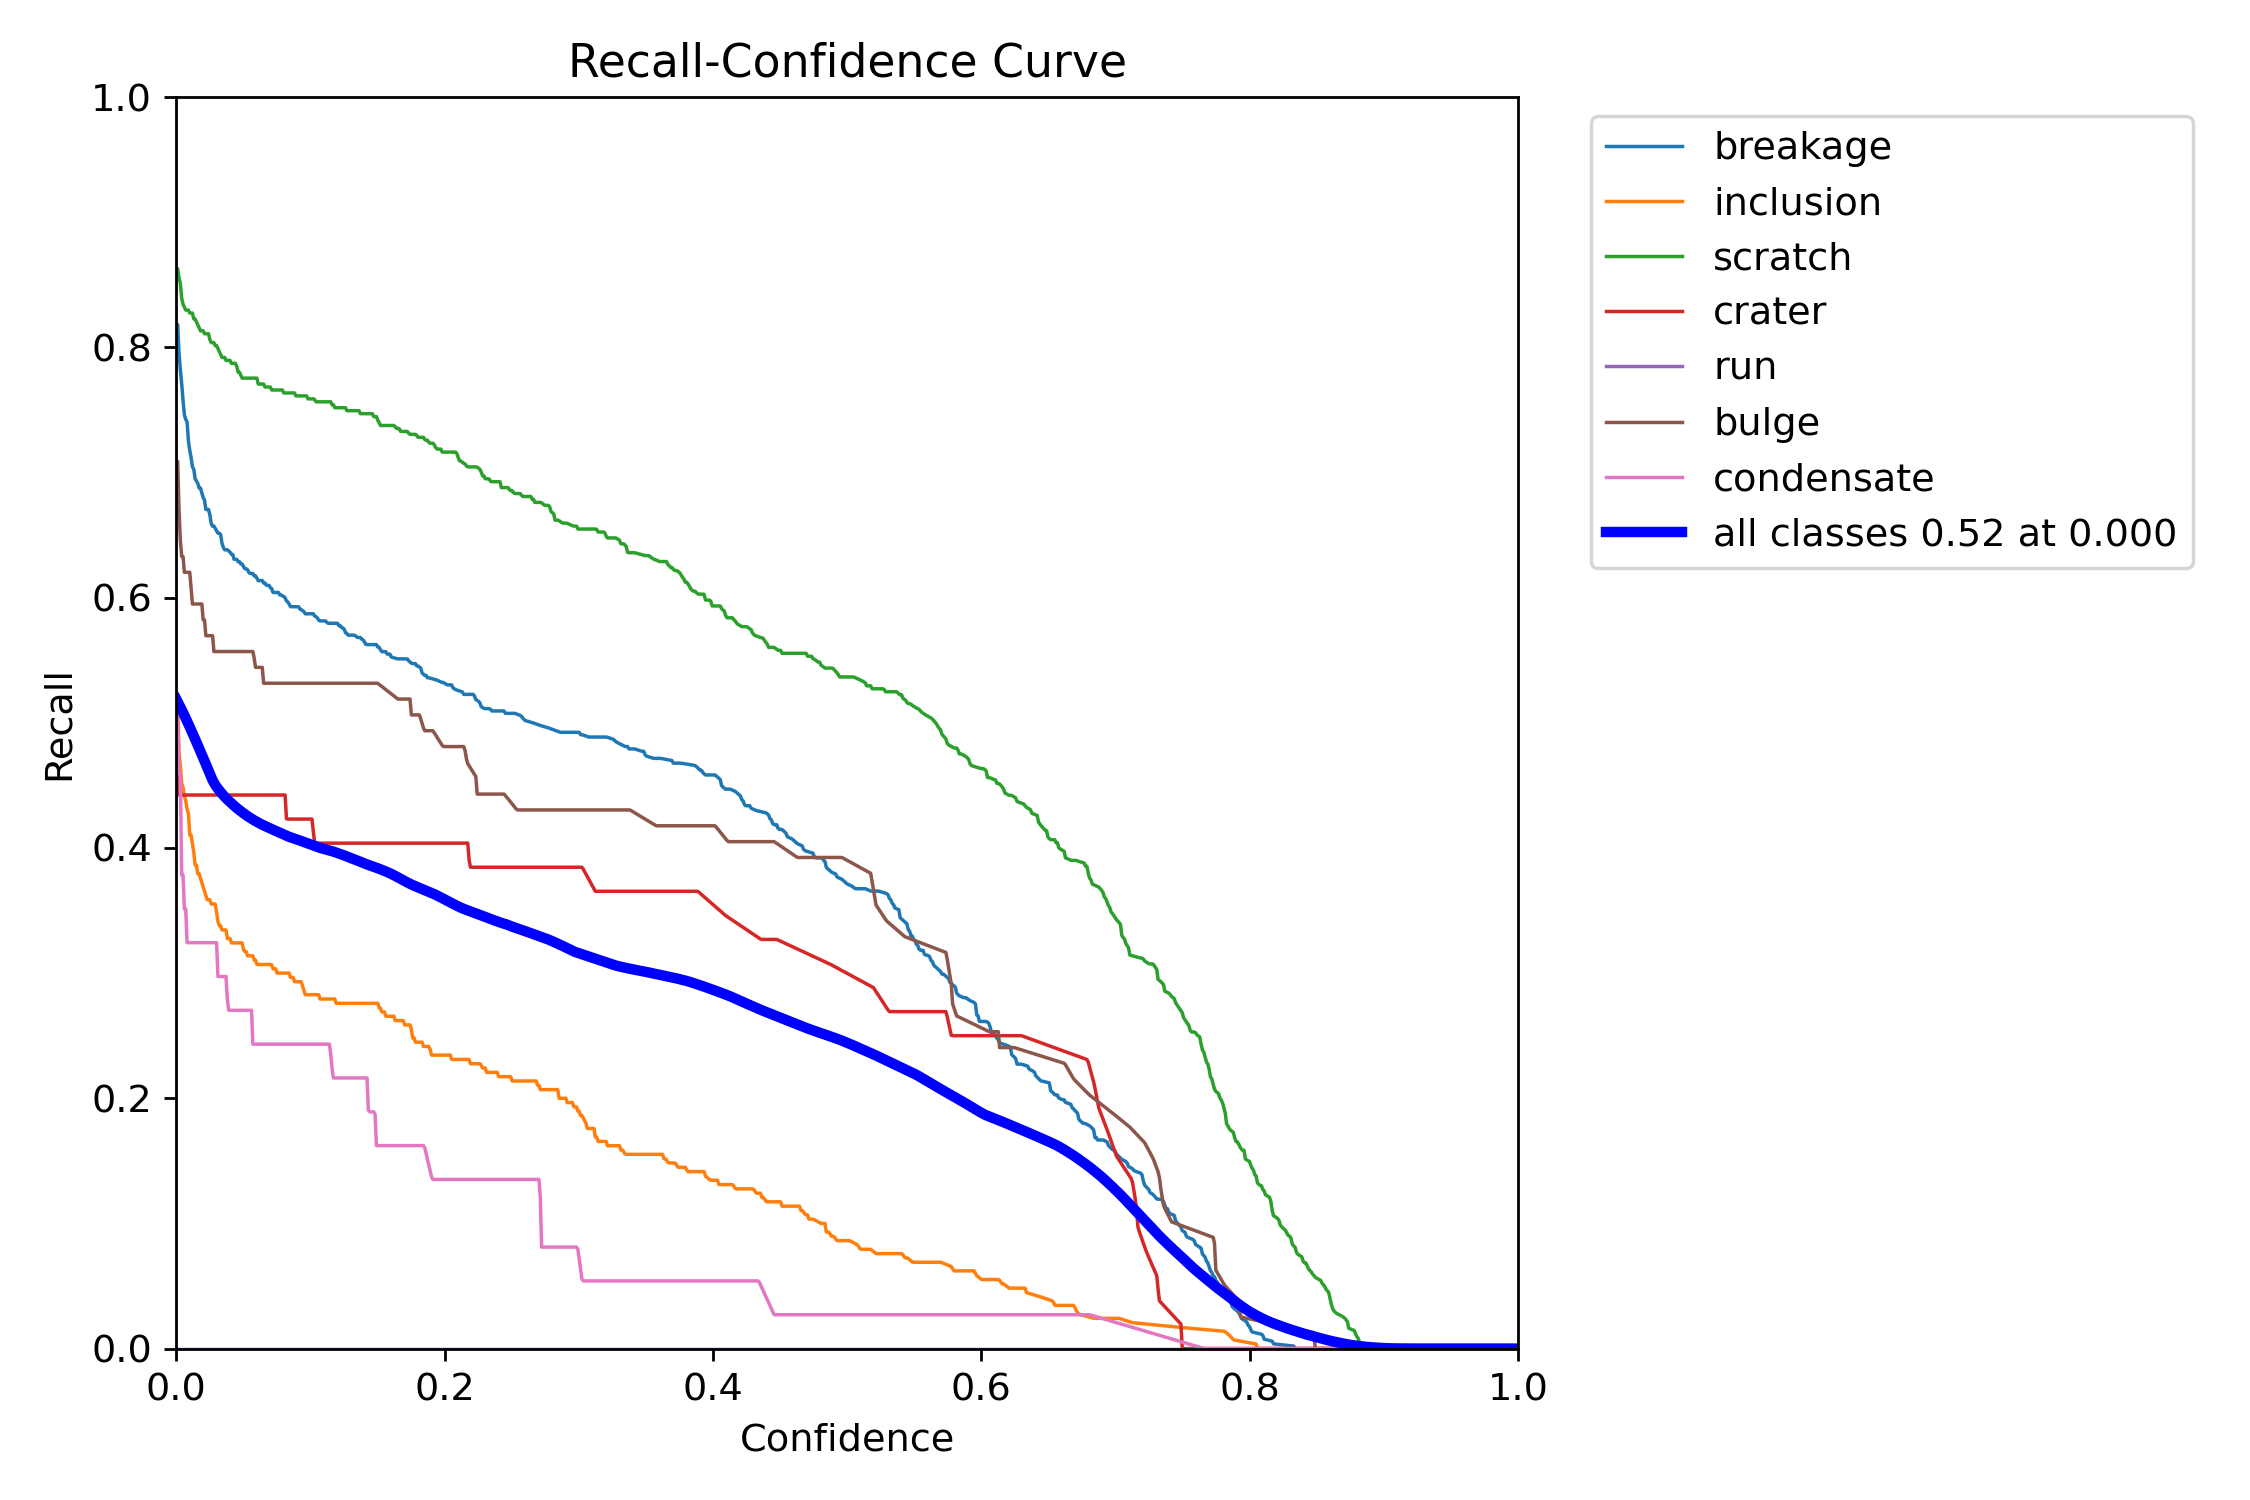 Recall-Confidence Curve
1.0
0.8
0.6
0.4
0.2
0.0
Recall
0.0 0.2 0.4 0.6 0.8 1.0
Confidence
breakage
inclusion
scratch
crater
run
bulge
condensate
all classes 0.52 at 0.000